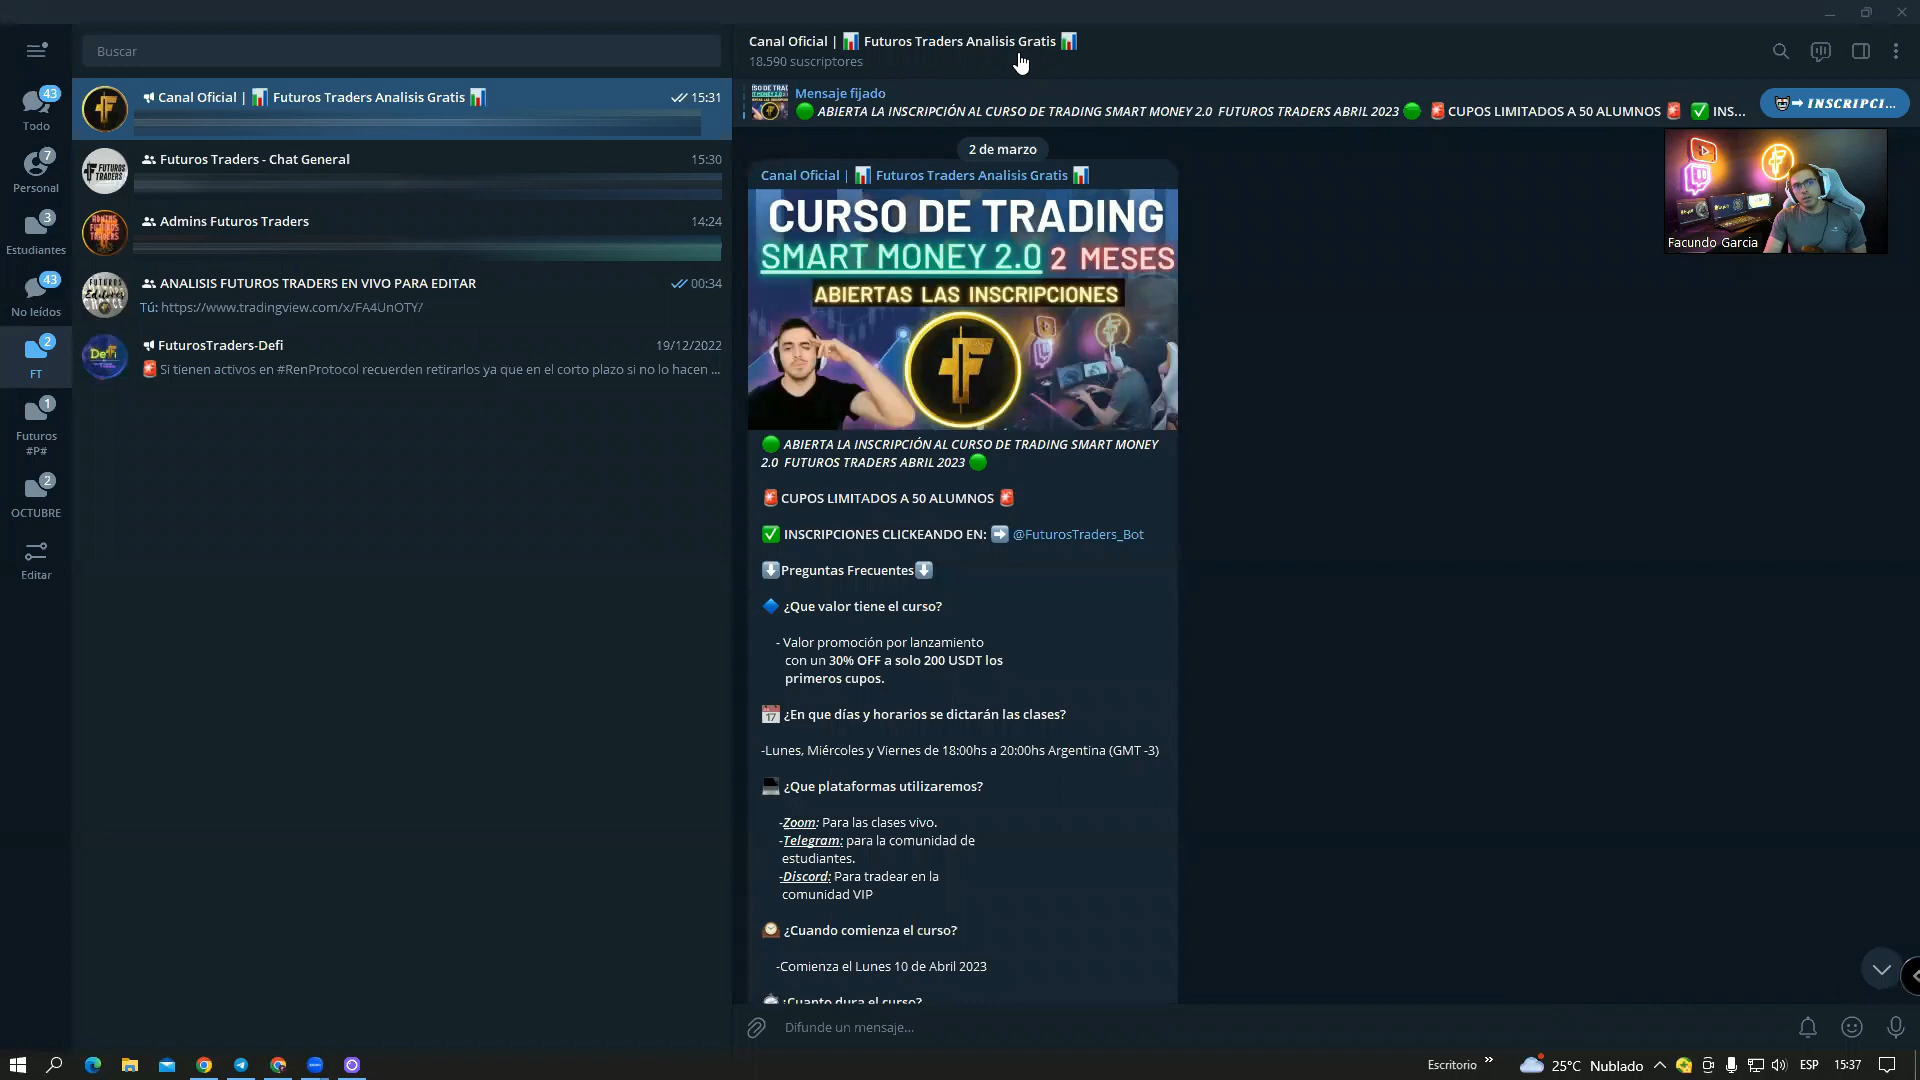 Buscar
43
Todo
7
Personal
3
Estudiantes
43
No leídos
2
FT
1
Futuros
#P#
2
OCTUBRE
Editar
Canal Oficial | 📊 Futuros Traders Analisis Gratis 📊
15:31
Futuros Traders - Chat General
15:30
Admins Futuros Traders
14:24
ANALISIS FUTUROS TRADERS EN VIVO PARA EDITAR
00:34
Tú: https://www.tradingview.com/x/FA4UnOTY/
FuturosTraders-Defi
19/12/2022
🚨Si tienen activos en #RenProtocol recuerden retirarlos ya que en el corto plazo si no lo hacen ...
Canal Oficial | 📊 Futuros Traders Analisis Gratis 📊
18.590 suscriptores
Mensaje fijado
🟢 ABIERTA LA INSCRIPCIÓN AL CURSO DE TRADING SMART MONEY 2.0 FUTUROS TRADERS ABRIL 2023 🟢 🚨CUPOS LIMITADOS A 50 ALUMNOS 🚨 ✅ INS...
➡ INSCRIPCI...
2 de marzo
Canal Oficial | 📊 Futuros Traders Analisis Gratis 📊
CURSO DE TRADING
SMART MONEY 2.0 2 MESES
ABIERTAS LAS INSCRIPCIONES
🟢 ABIERTA LA INSCRIPCIÓN AL CURSO DE TRADING SMART MONEY
2.0 FUTUROS TRADERS ABRIL 2023 🟢
🚨CUPOS LIMITADOS A 50 ALUMNOS 🚨
✅ INSCRIPCIONES CLICKEANDO EN: ➡️ @FuturosTraders_Bot
⬇️Preguntas Frecuentes⬇️
🔷 ¿Que valor tiene el curso?
- Valor promoción por lanzamiento
con un 30% OFF a solo 200 USDT los
primeros cupos.
📅 ¿En que días y horarios se dictarán las clases?
-Lunes, Miércoles y Viernes de 18:00hs a 20:00hs Argentina (GMT -3)
💻 ¿Que plataformas utilizaremos?
-Zoom: Para las clases vivo.
-Telegram: para la comunidad de
estudiantes.
-Discord: Para tradear en la
comunidad VIP
🕰 ¿Cuando comienza el curso?
-Comienza el Lunes 10 de Abril 2023
⏱ ¿Cuanto dura el curso?
Difunde un mensaje...
Facundo Garcia
Escritorio
25°C Nublado
ESP
15:37